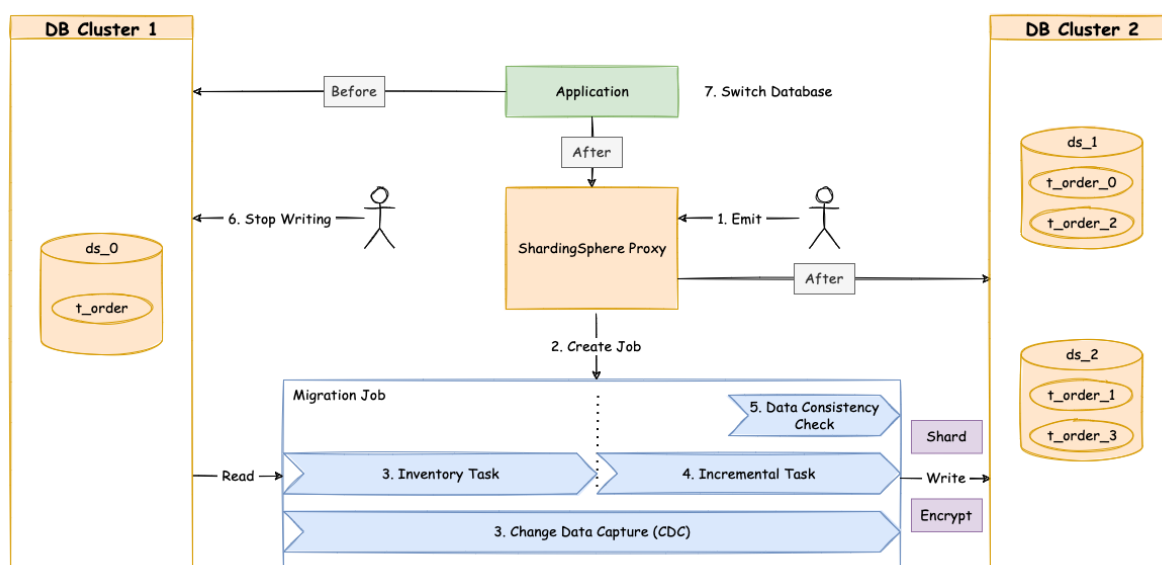 DB Cluster 1
DB Cluster 2
Before
Application
7. Switch Database
After
ds_1
t_order_0
t_order_2
6. Stop Writing
1. Emit
ShardingSphere Proxy
After
ds_0
t_order
2. Create Job
ds_2
t_order_1
t_order_3
Migration Job
5. Data Consistency
Check
Shard
Read
3. Inventory Task
4. Incremental Task
Write
Encrypt
3. Change Data Capture (CDC)